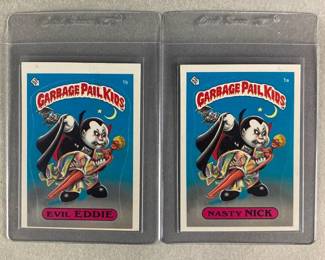 1b
GARBAGE PAIL KIDS
EVIL EDDIE
1a
GARBAGE PAIL KIDS
NASTY NICK